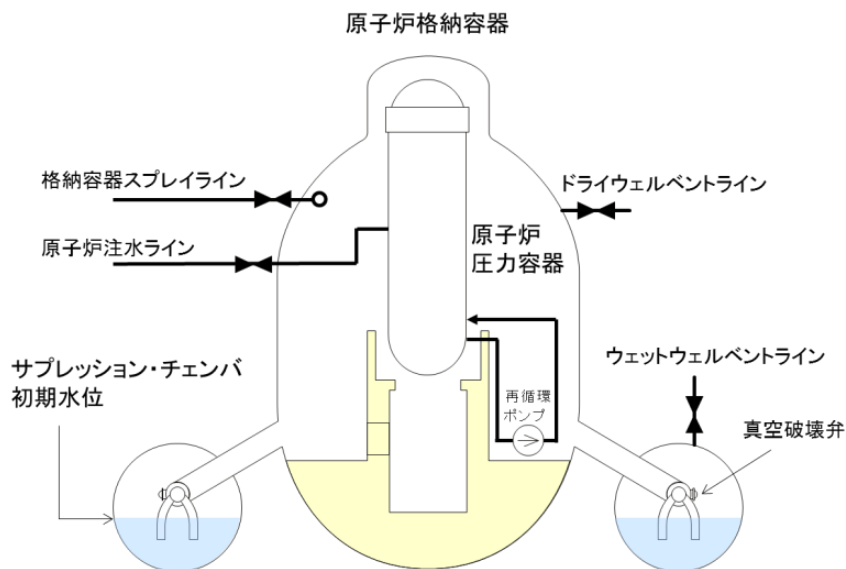 原子炉格納容器
格納容器スプレイライン
ドライウェルベントライン
原子炉注水ライン
原子炉
圧力容器
サプレッション・チェンバ
初期水位
ウェットウェルベントライン
再循環
ポンプ
真空破壊弁